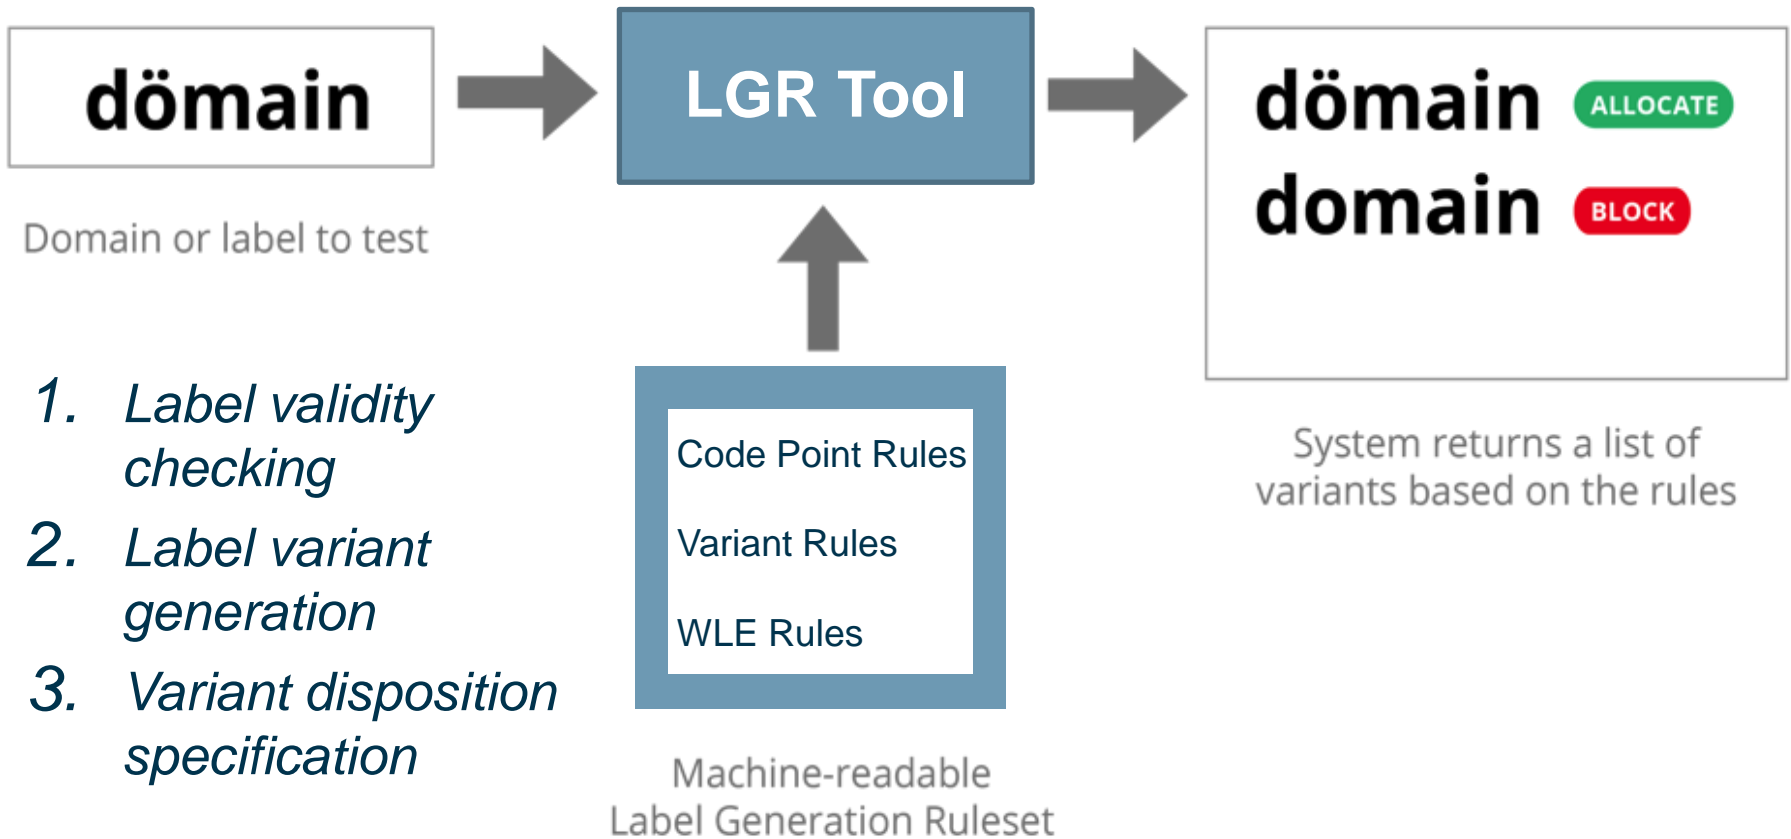 dömain
Domain or label to test
LGR Tool
dömain ALLOCATE
domain BLOCK
System returns a list of
variants based on the rules
1. Label validity
checking
2. Label variant
generation
3. Variant disposition
specification
Code Point Rules
Variant Rules
WLE Rules
Machine-readable
Label Generation Ruleset